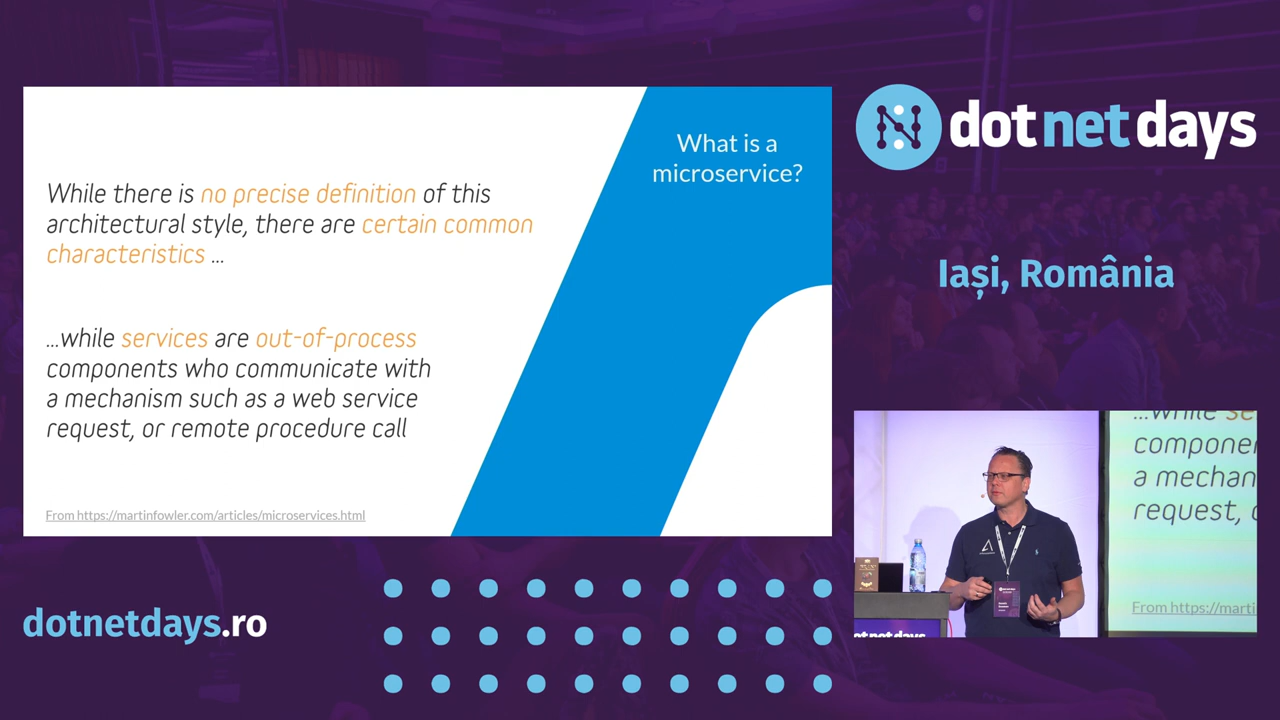 What is a
microservice?
While there is no precise definition of this
architectural style, there are certain common
characteristics ...
...while services are out-of-process
components who communicate with
a mechanism such as a web service
request, or remote procedure call
From https://martinfowler.com/articles/microservices.html
dotnetdays
Iași, România
...while se
componen
a mechan
request, o
From https://marti
dotnetdays.ro